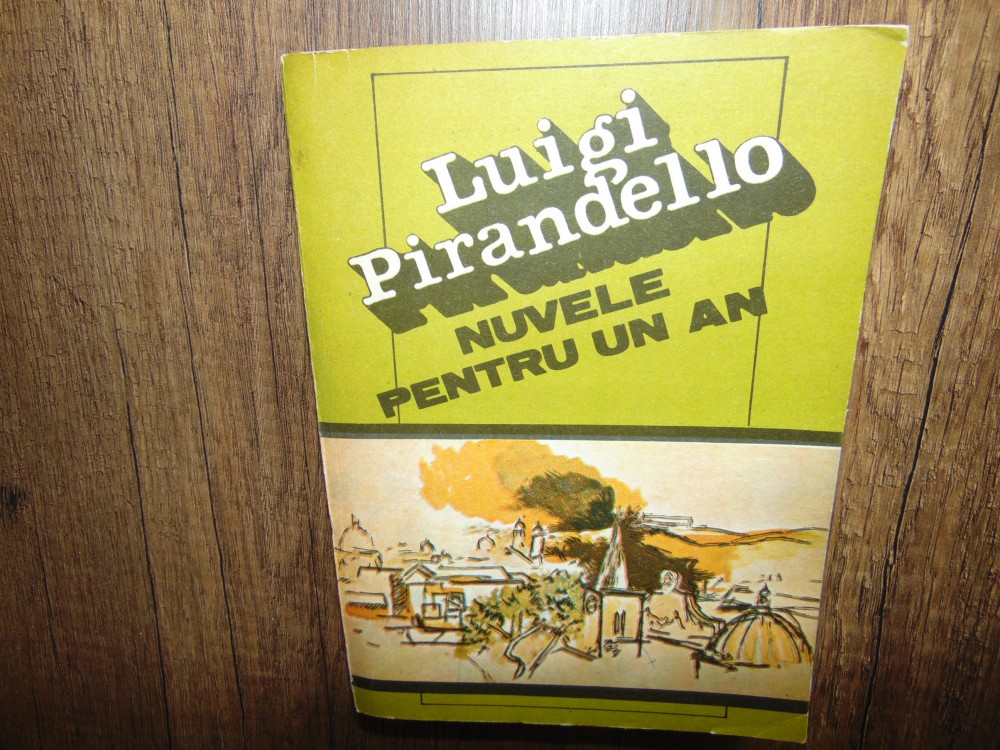 Luigi
Pirandello
NUVELE
PENTRU UN AN